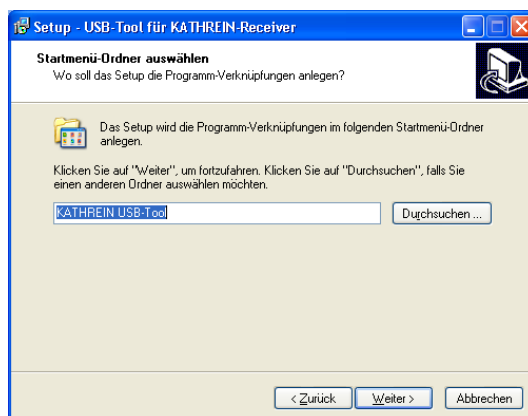 Setup - USB-Tool für KATHREIN-Receiver
Startmenü-Ordner auswählen
Wo soll das Setup die Programm-Verknüpfungen anlegen?
Das Setup wird die Programm-Verknüpfungen im folgenden Startmenü-Ordner
anlegen.
Klicken Sie auf "Weiter", um fortzufahren. Klicken Sie auf "Durchsuchen", falls Sie
einen anderen Ordner auswählen möchten.
KATHREIN USB-Tool
Durchsuchen ...
< Zurück
Weiter >
Abbrechen